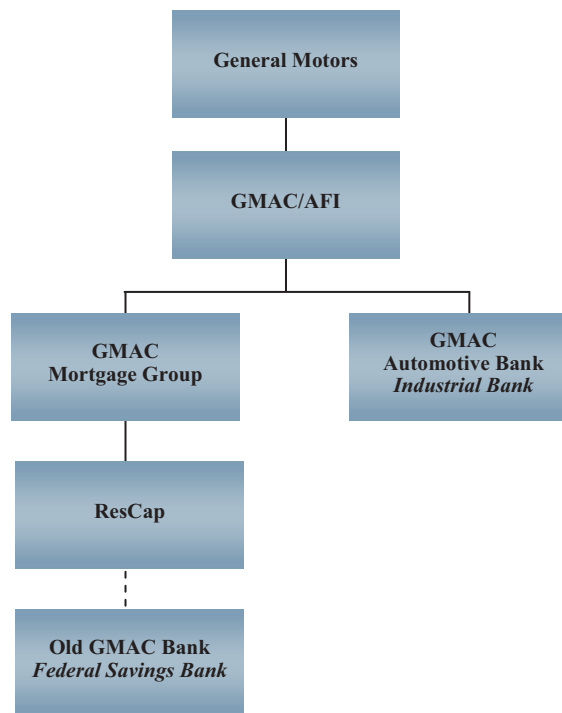 General Motors
GMAC/AFI
GMAC
Mortgage Group
GMAC
Automotive Bank
Industrial Bank
ResCap
Old GMAC Bank
Federal Savings Bank